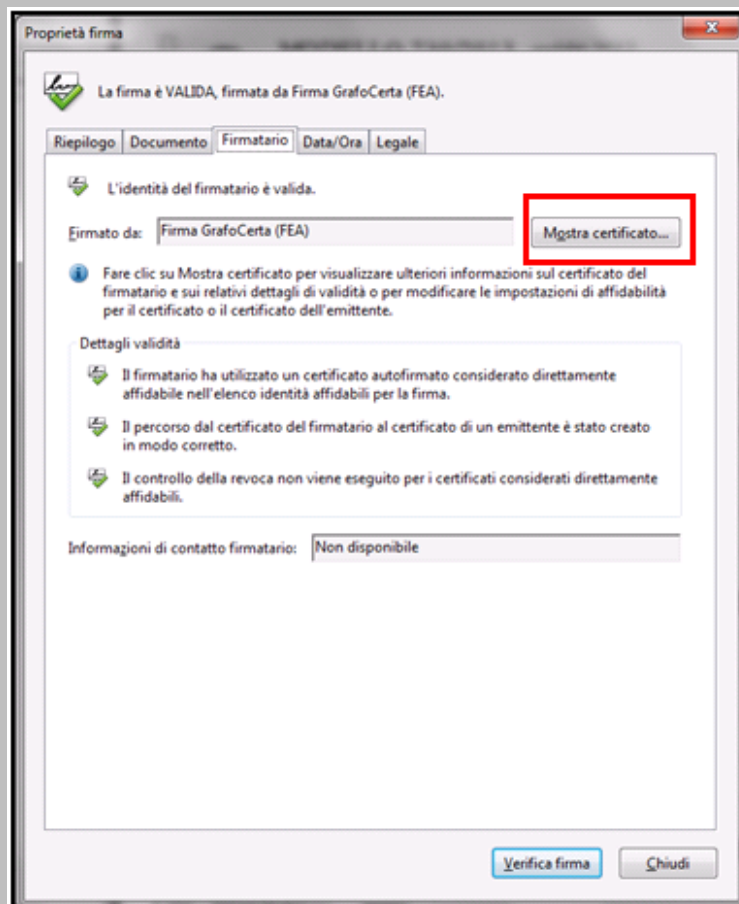 Proprietà firma
La firma è VALIDA, firmata da Firma GrafoCerta (FEA).
Riepilogo Documento Firmatario Data/Ora Legale
L'identità del firmatario è valida.
Firmato da: Firma GrafoCerta (FEA) Mostra certificato...
Fare clic su Mostra certificato per visualizzare ulteriori informazioni sul certificato del
firmatario e sui relativi dettagli di validità o per modificare le impostazioni di affidabilità
per il certificato o il certificato dell'emittente.
Dettagli validità
Il firmatario ha utilizzato un certificato autofirmato considerato direttamente
affidabile nell'elenco identità affidabili per la firma.
Il percorso dal certificato del firmatario al certificato di un emittente è stato creato
in modo corretto.
Il controllo della revoca non viene eseguito per i certificati considerati direttamente
affidabili.
Informazioni di contatto firmatario: Non disponibile
Verifica firma Chiudi